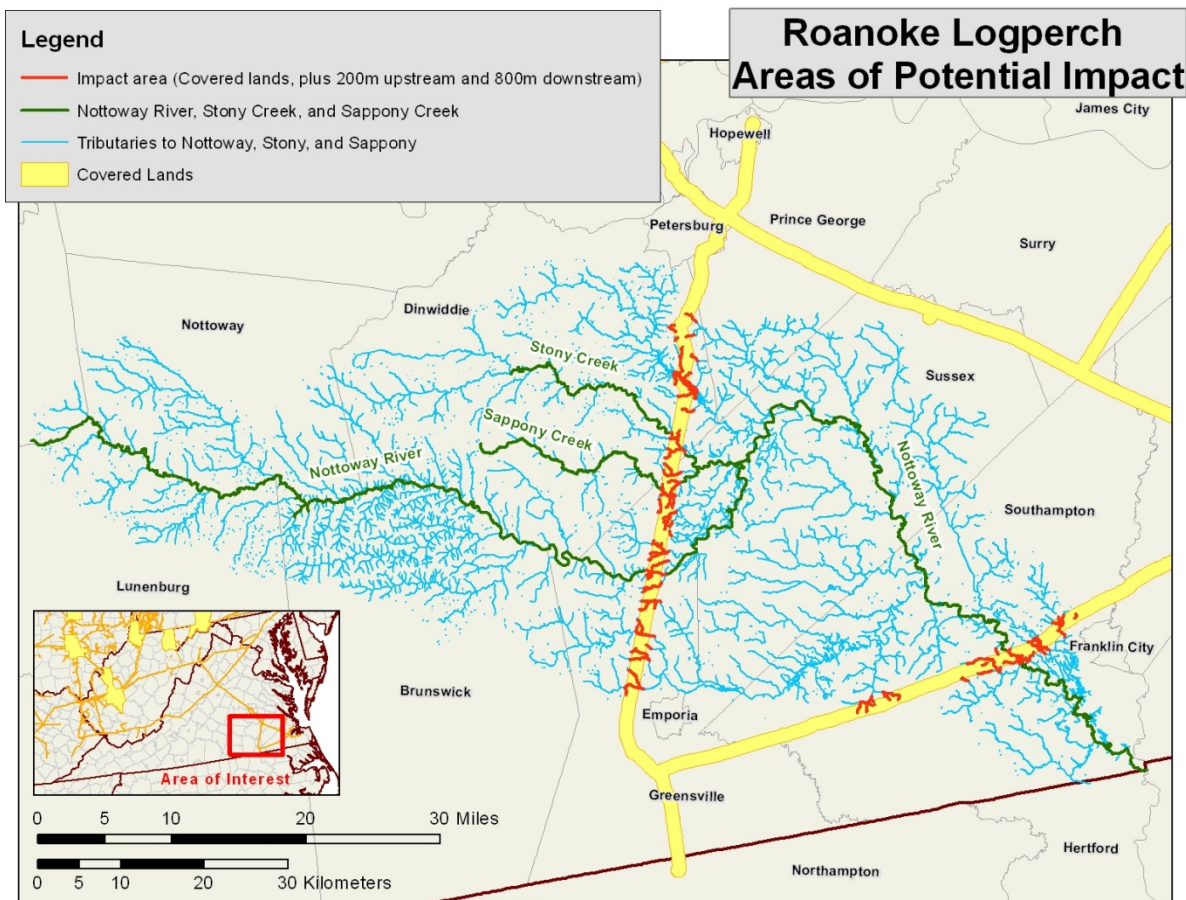 Roanoke Logperch
Areas of Potential Impact
Legend
Impact area (Covered lands, plus 200m upstream and 800m downstream)
Nottoway River, Stony Creek, and Sappony Creek
Tributaries to Nottoway, Stony, and Sappony
Covered Lands
James City
Hopewell
Petersburg
Prince George
Surry
Dinwiddie
Nottoway
Stony Creek
Sussex
Sappony Creek
Nottoway River
Nottoway River
Southampton
Lunenburg
Franklin City
Brunswick
Emporia
Area of Interest
Greensville
0 5 10 20 30 Miles
0 5 10 20 30 Kilometers
Hertford
Northampton